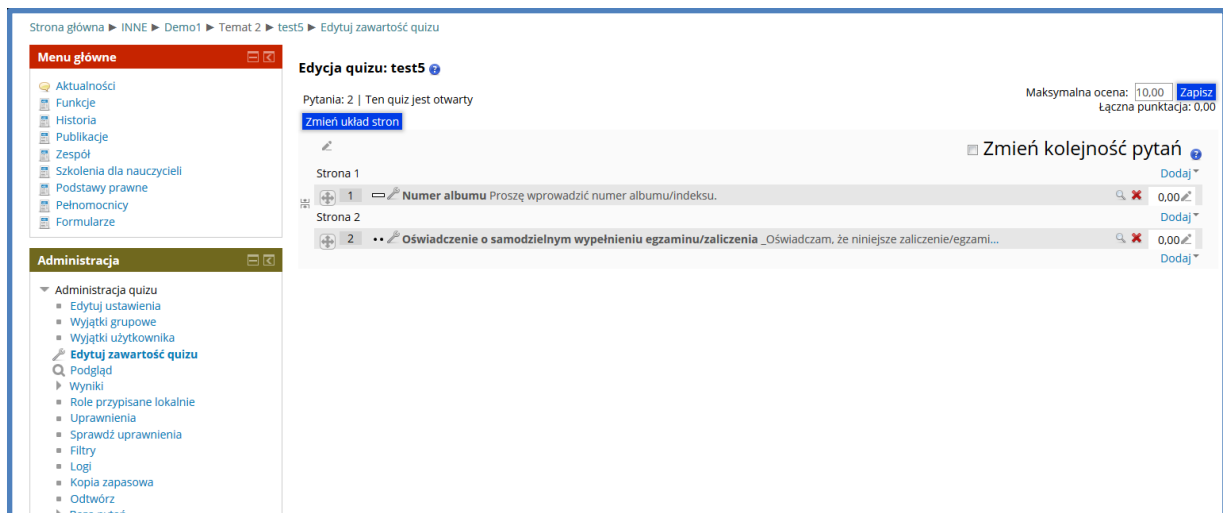 Strona główna ► INNE ► Demo1 ► Temat 2 ► test5 ► Edytuj zawartość quizu
Menu główne
Aktualności
Funkcje
Historia
Publikacje
Zespół
Szkolenia dla nauczycieli
Podstawy prawne
Pełnomocnicy
Formularze
Administracja
Administracja quizu
Edytuj ustawienia
Wyjątki grupowe
Wyjątki użytkownika
Edytuj zawartość quizu
Podgląd
Wyniki
Role przypisane lokalnie
Uprawnienia
Sprawdź uprawnienia
Filtry
Logi
Kopia zapasowa
Odtwórz
Edycja quizu: test5
Pytania: 2 | Ten quiz jest otwarty
Maksymalna ocena: 10,00 Zapisz
Łączna punktacja: 0,00
Zmień układ stron
Zmień kolejność pytań
Strona 1 Dodaj
1 Numer albumu Proszę wprowadzić numer albumu/indeksu. 0,00
Strona 2 Dodaj
2 Oświadczenie o samodzielnym wypełnieniu egzaminu/zaliczenia _Oświadczam, że niniejsze zaliczenie/egzami... 0,00
Dodaj